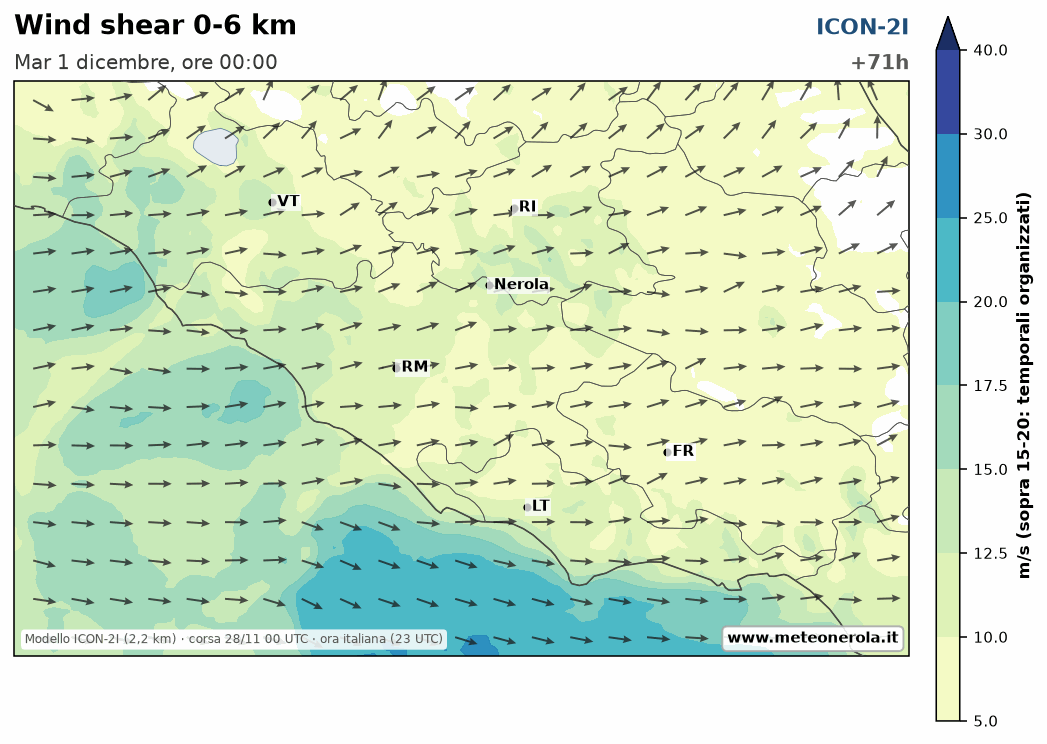 Wind shear 0-6 km
ICON-2I
Mar 1 dicembre, ore 00:00
+71h
VT
RI
Nerola
RM
FR
LT
Modello ICON-2I (2,2 km) · corsa 28/11 00 UTC · ora italiana (23 UTC)
www.meteonerola.it
40.0
30.0
25.0
20.0
17.5
15.0
12.5
10.0
5.0
m/s (sopra 15-20: temporali organizzati)